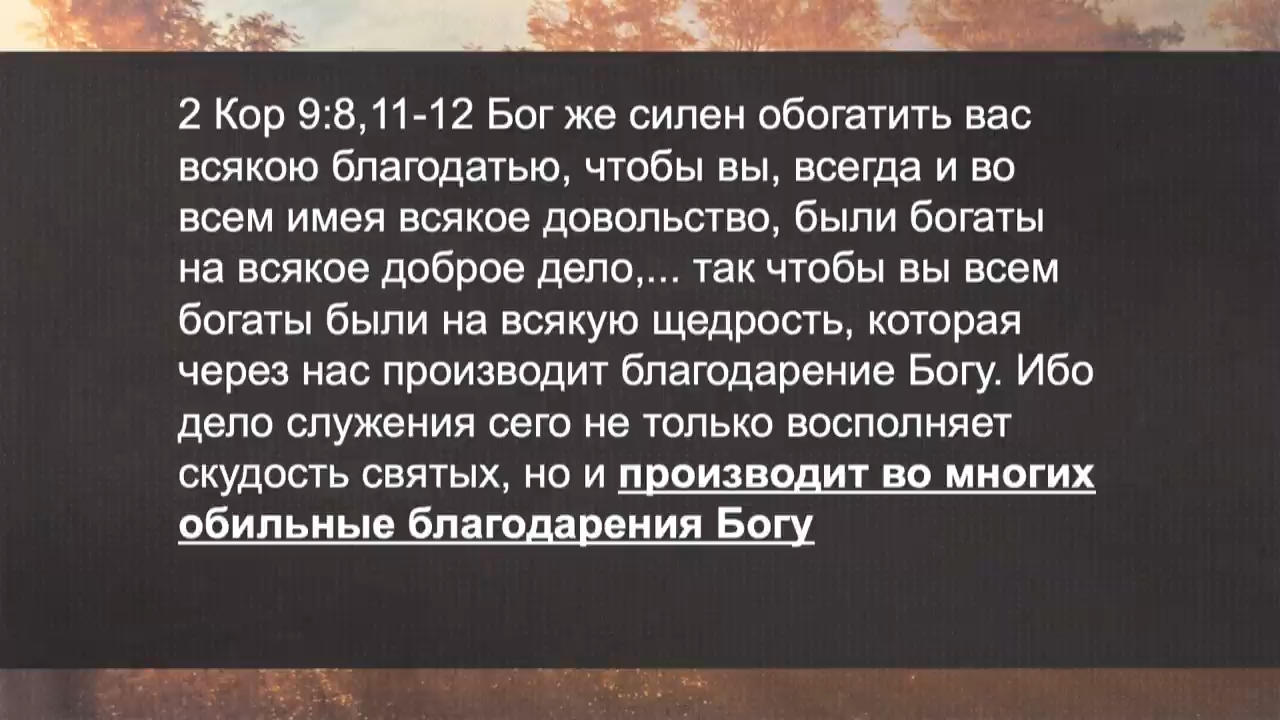 2 Кор 9:8,11-12 Бог же силен обогатить вас
всякою благодатью, чтобы вы, всегда и во
всем имея всякое довольство, были богаты
на всякое доброе дело,... так чтобы вы всем
богаты были на всякую щедрость, которая
через нас производит благодарение Богу. Ибо
дело служения сего не только восполняет
скудость святых, но и производит во многих
обильные благодарения Богу